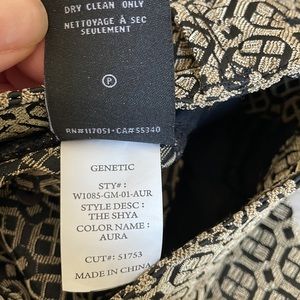 DRY CLEAN ONLY
NETTOYAGE À SEC
SEULEMENT
P
RN#117051 • CA#55340
GENETIC
STY# :
W1085-GM-01-AUR
STYLE DESC :
THE SHYA
COLOR NAME :
AURA
CUT#: 51753
MADE IN CHINA